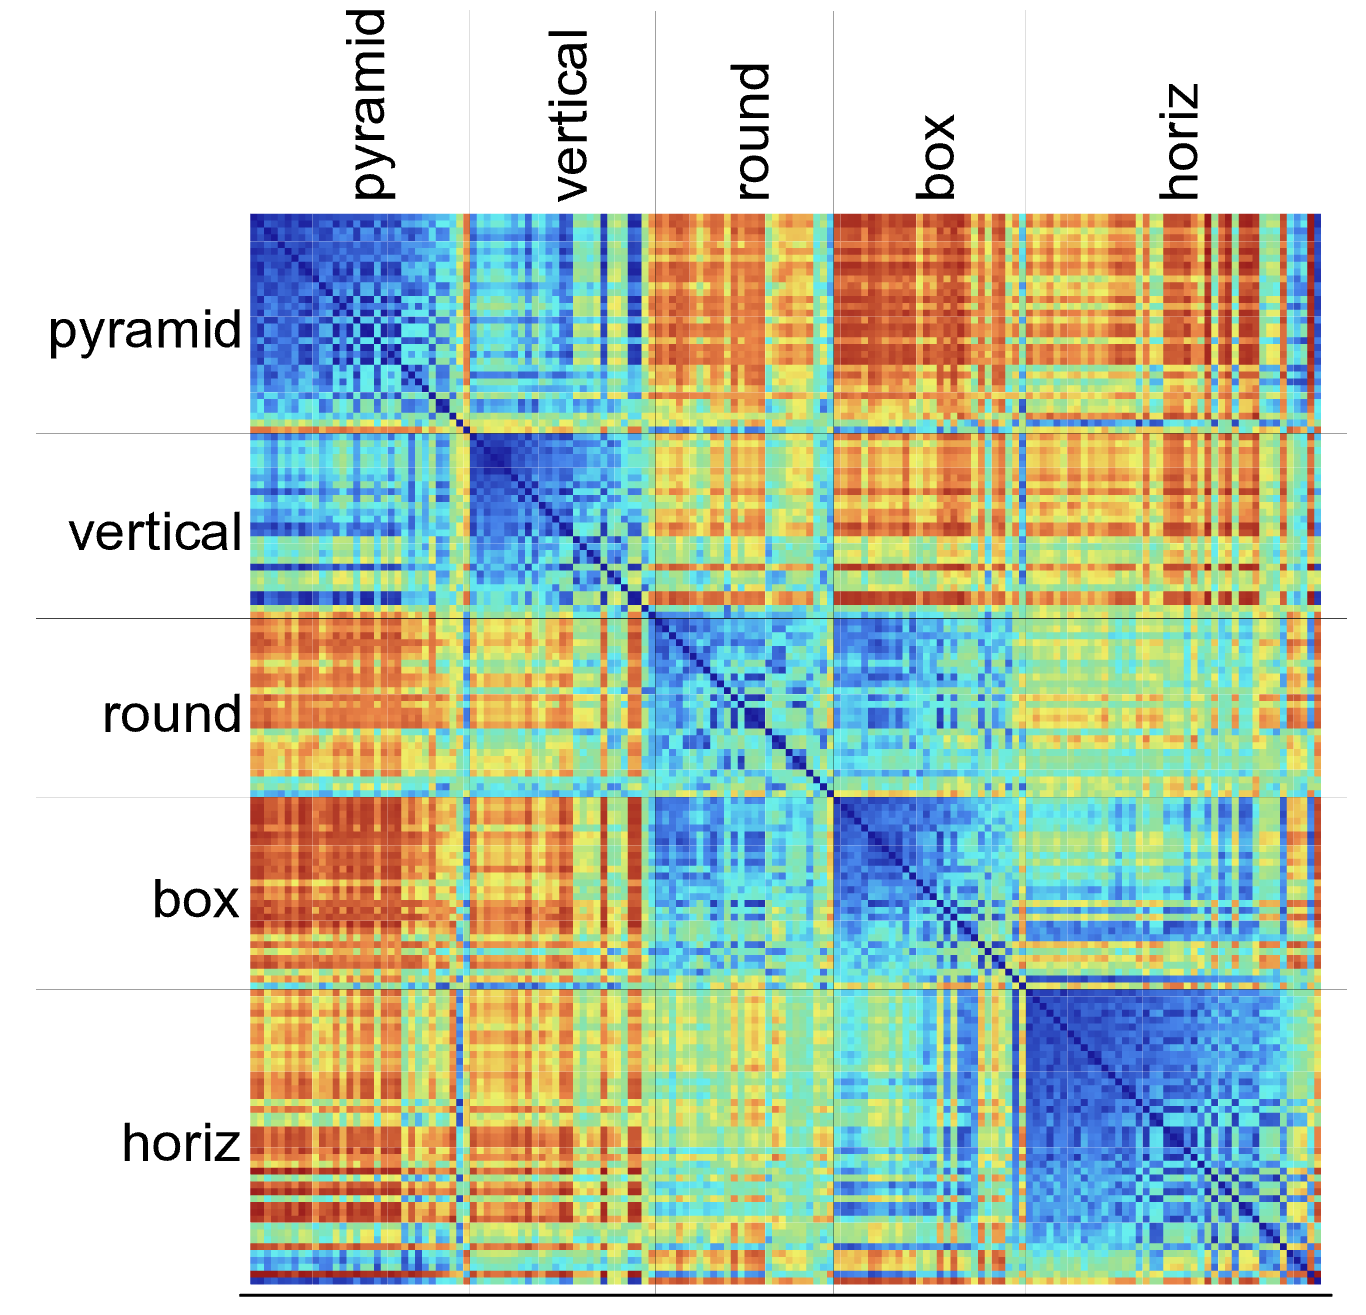 pyramid
vertical
round
box
horiz
pyramid
vertical
round
box
horiz